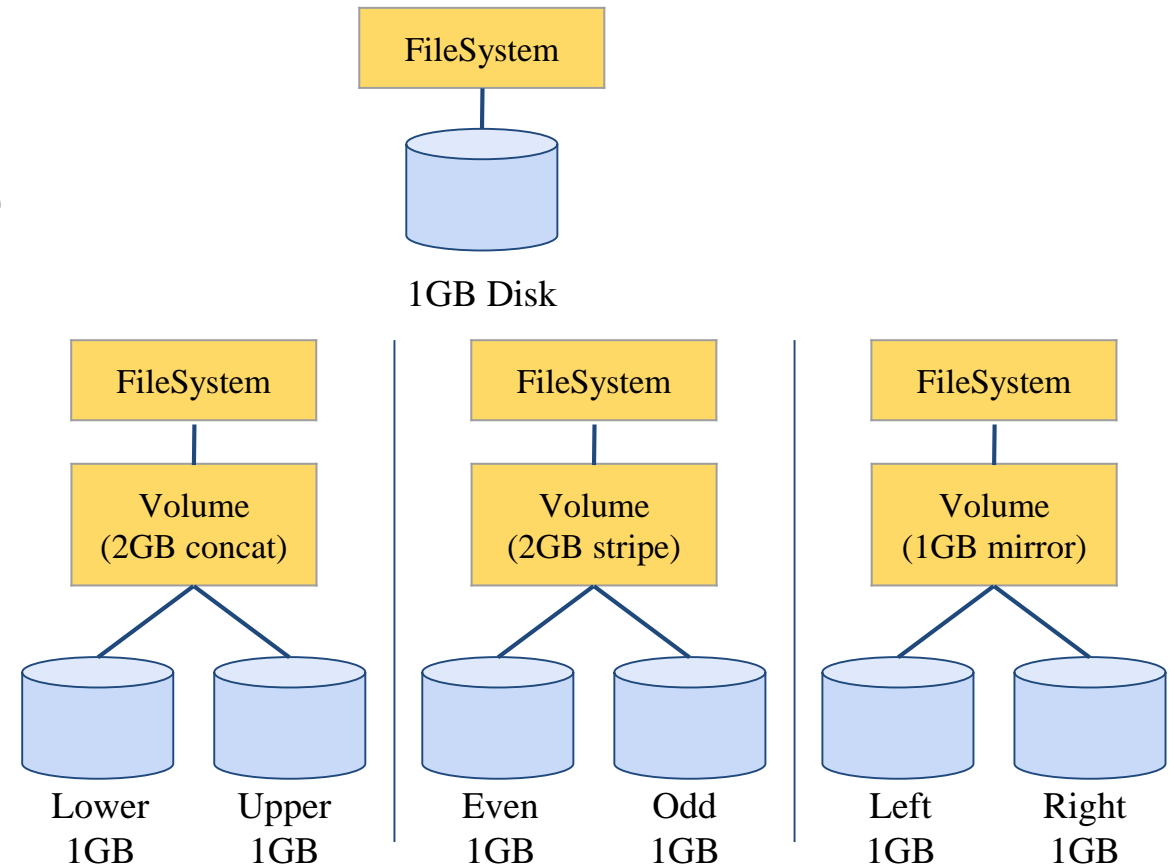 FileSystem
1GB Disk
FileSystem
Volume
(2GB concat)
Lower
1GB
Upper
1GB
FileSystem
Volume
(2GB stripe)
Even
1GB
Odd
1GB
FileSystem
Volume
(1GB mirror)
Left
1GB
Right
1GB